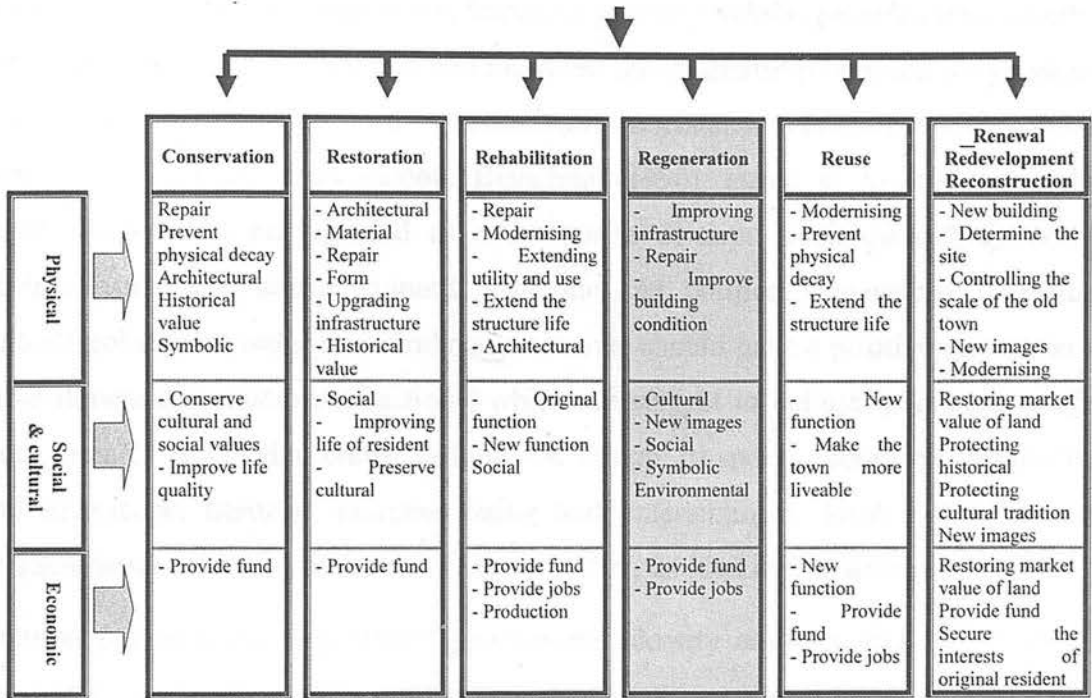 Conservation
Restoration
Rehabilitation
Regeneration
Reuse
_Renewal
Redevelopment
Reconstruction
Physical
Repair
Prevent
physical decay
Architectural
Historical
value
Symbolic
- Architectural
- Material
- Repair
- Form
- Upgrading
infrastructure
- Historical
value
- Repair
- Modernising
- Extending
utility and use
- Extend the
structure life
- Architectural
- Improving
infrastructure
- Repair
- Improve
building
condition
- Modernising
- Prevent
physical
decay
- Extend the
structure life
- New building
- Determine the
site
- Controlling the
scale of the old
town
- New images
- Modernising
Social
& cultural
- Conserve
cultural and
social values
- Improve life
quality
- Social
- Improving
life of resident
- Preserve
cultural
- Original
function
- New function
Social
- Cultural
- New images
- Social
- Symbolic
Environmental
- New
function
- Make the
town more
liveable
Restoring market
value of land
Protecting
historical
Protecting
cultural tradition
New images
Economic
- Provide fund
- Provide fund
- Provide fund
- Provide jobs
- Production
- Provide fund
- Provide jobs
- New
function
- Provide
fund
- Provide jobs
Restoring market
value of land
Provide fund
Secure the
interests of
original resident